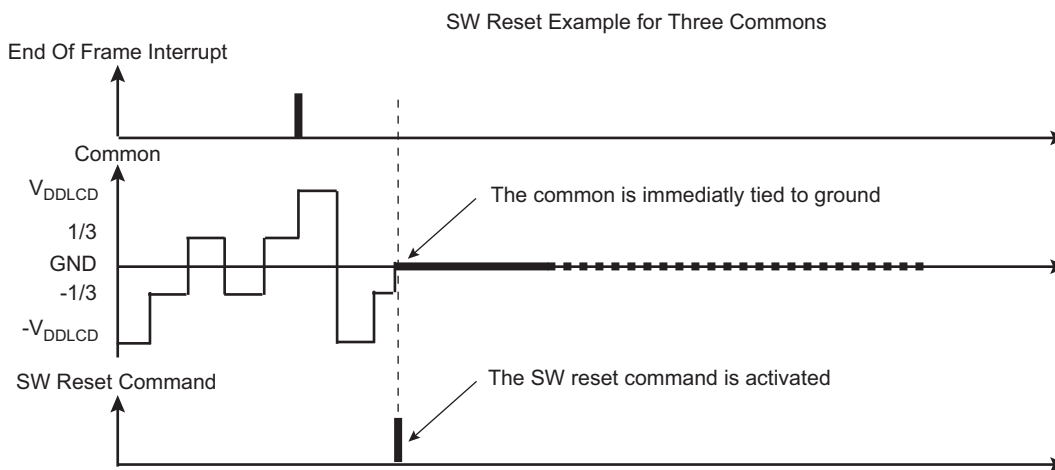 SW Reset Example for Three Commons
End Of Frame Interrupt
Common
VDDLCD
The common is immediatly tied to ground
1/3
GND
-1/3
-VDDLCD
SW Reset Command
The SW reset command is activated